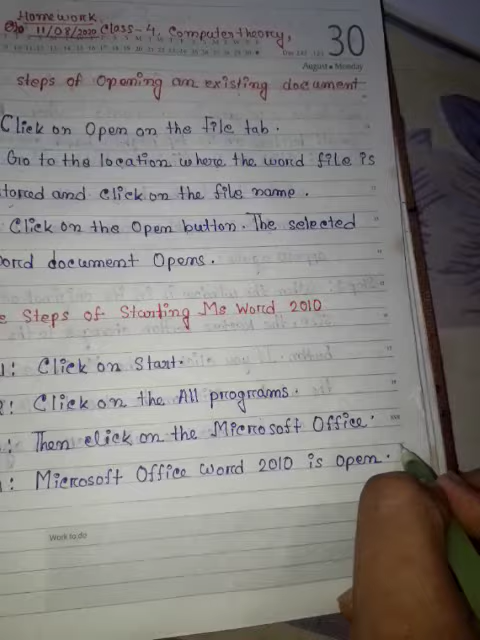 Homework
11/08/2020 Class-4, Computer theory,
30
August • Monday
steps of Opening an existing document
Click on Open on the file tab.
Go to the location where the word file is
tored and click on the file name.
Click on the Open button. The selected
ord document Opens.
e Steps of Starting Ms Word 2010
1: Click on Start.
2: Click on the All programs.
: Then click on the Microsoft Office.
: Microsoft Office Word 2010 is open.
Work to do